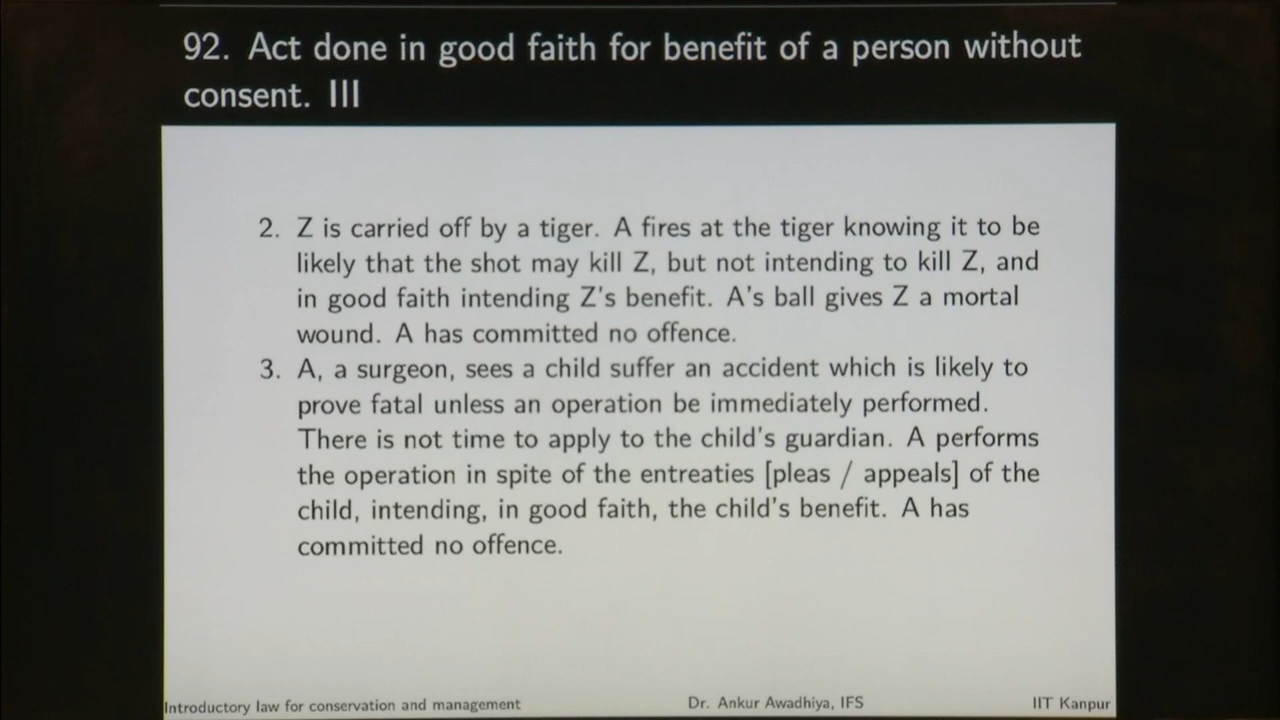 92. Act done in good faith for benefit of a person without
consent. III
2. Z is carried off by a tiger. A fires at the tiger knowing it to be
likely that the shot may kill Z, but not intending to kill Z, and
in good faith intending Z's benefit. A's ball gives Z a mortal
wound. A has committed no offence.
3. A, a surgeon, sees a child suffer an accident which is likely to
prove fatal unless an operation be immediately performed.
There is not time to apply to the child's guardian. A performs
the operation in spite of the entreaties [pleas / appeals] of the
child, intending, in good faith, the child's benefit. A has
committed no offence.
Introductory law for conservation and management Dr. Ankur Awadhiya, IFS IIT Kanpur